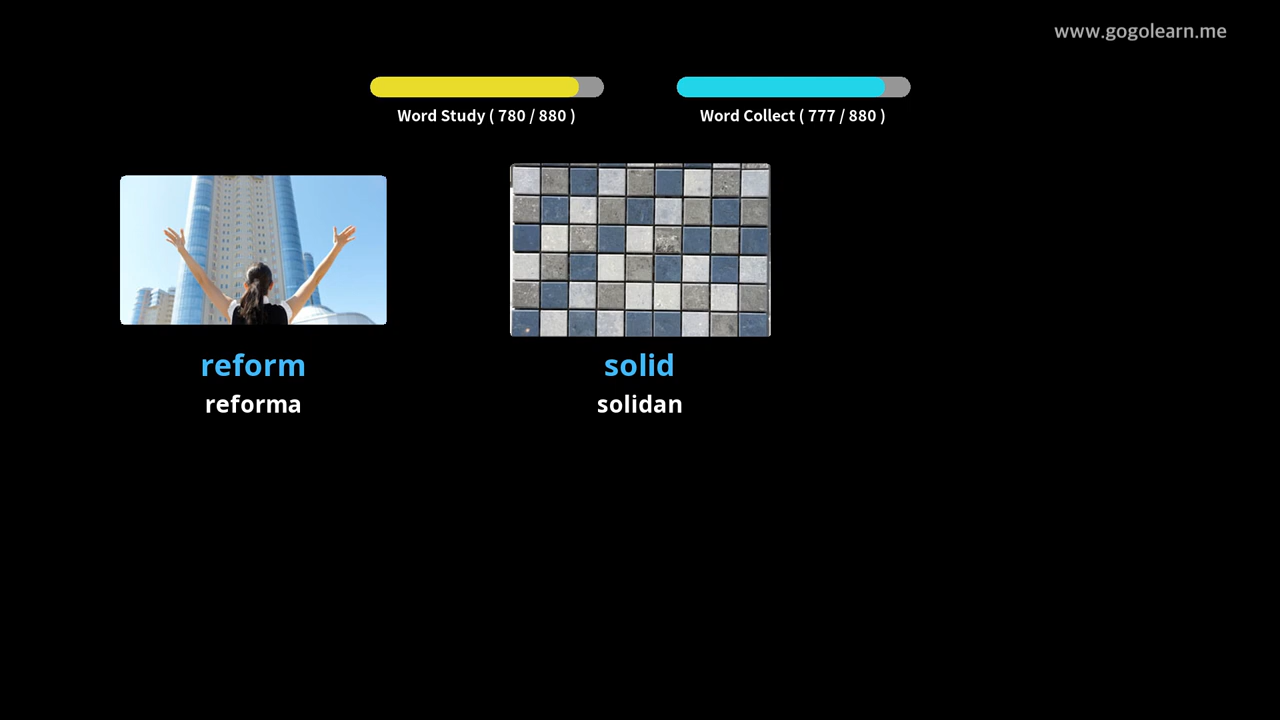 www.gogolearn.me
Word Study ( 780 / 880 )
Word Collect ( 777 / 880 )
reform
reforma
solid
solidan